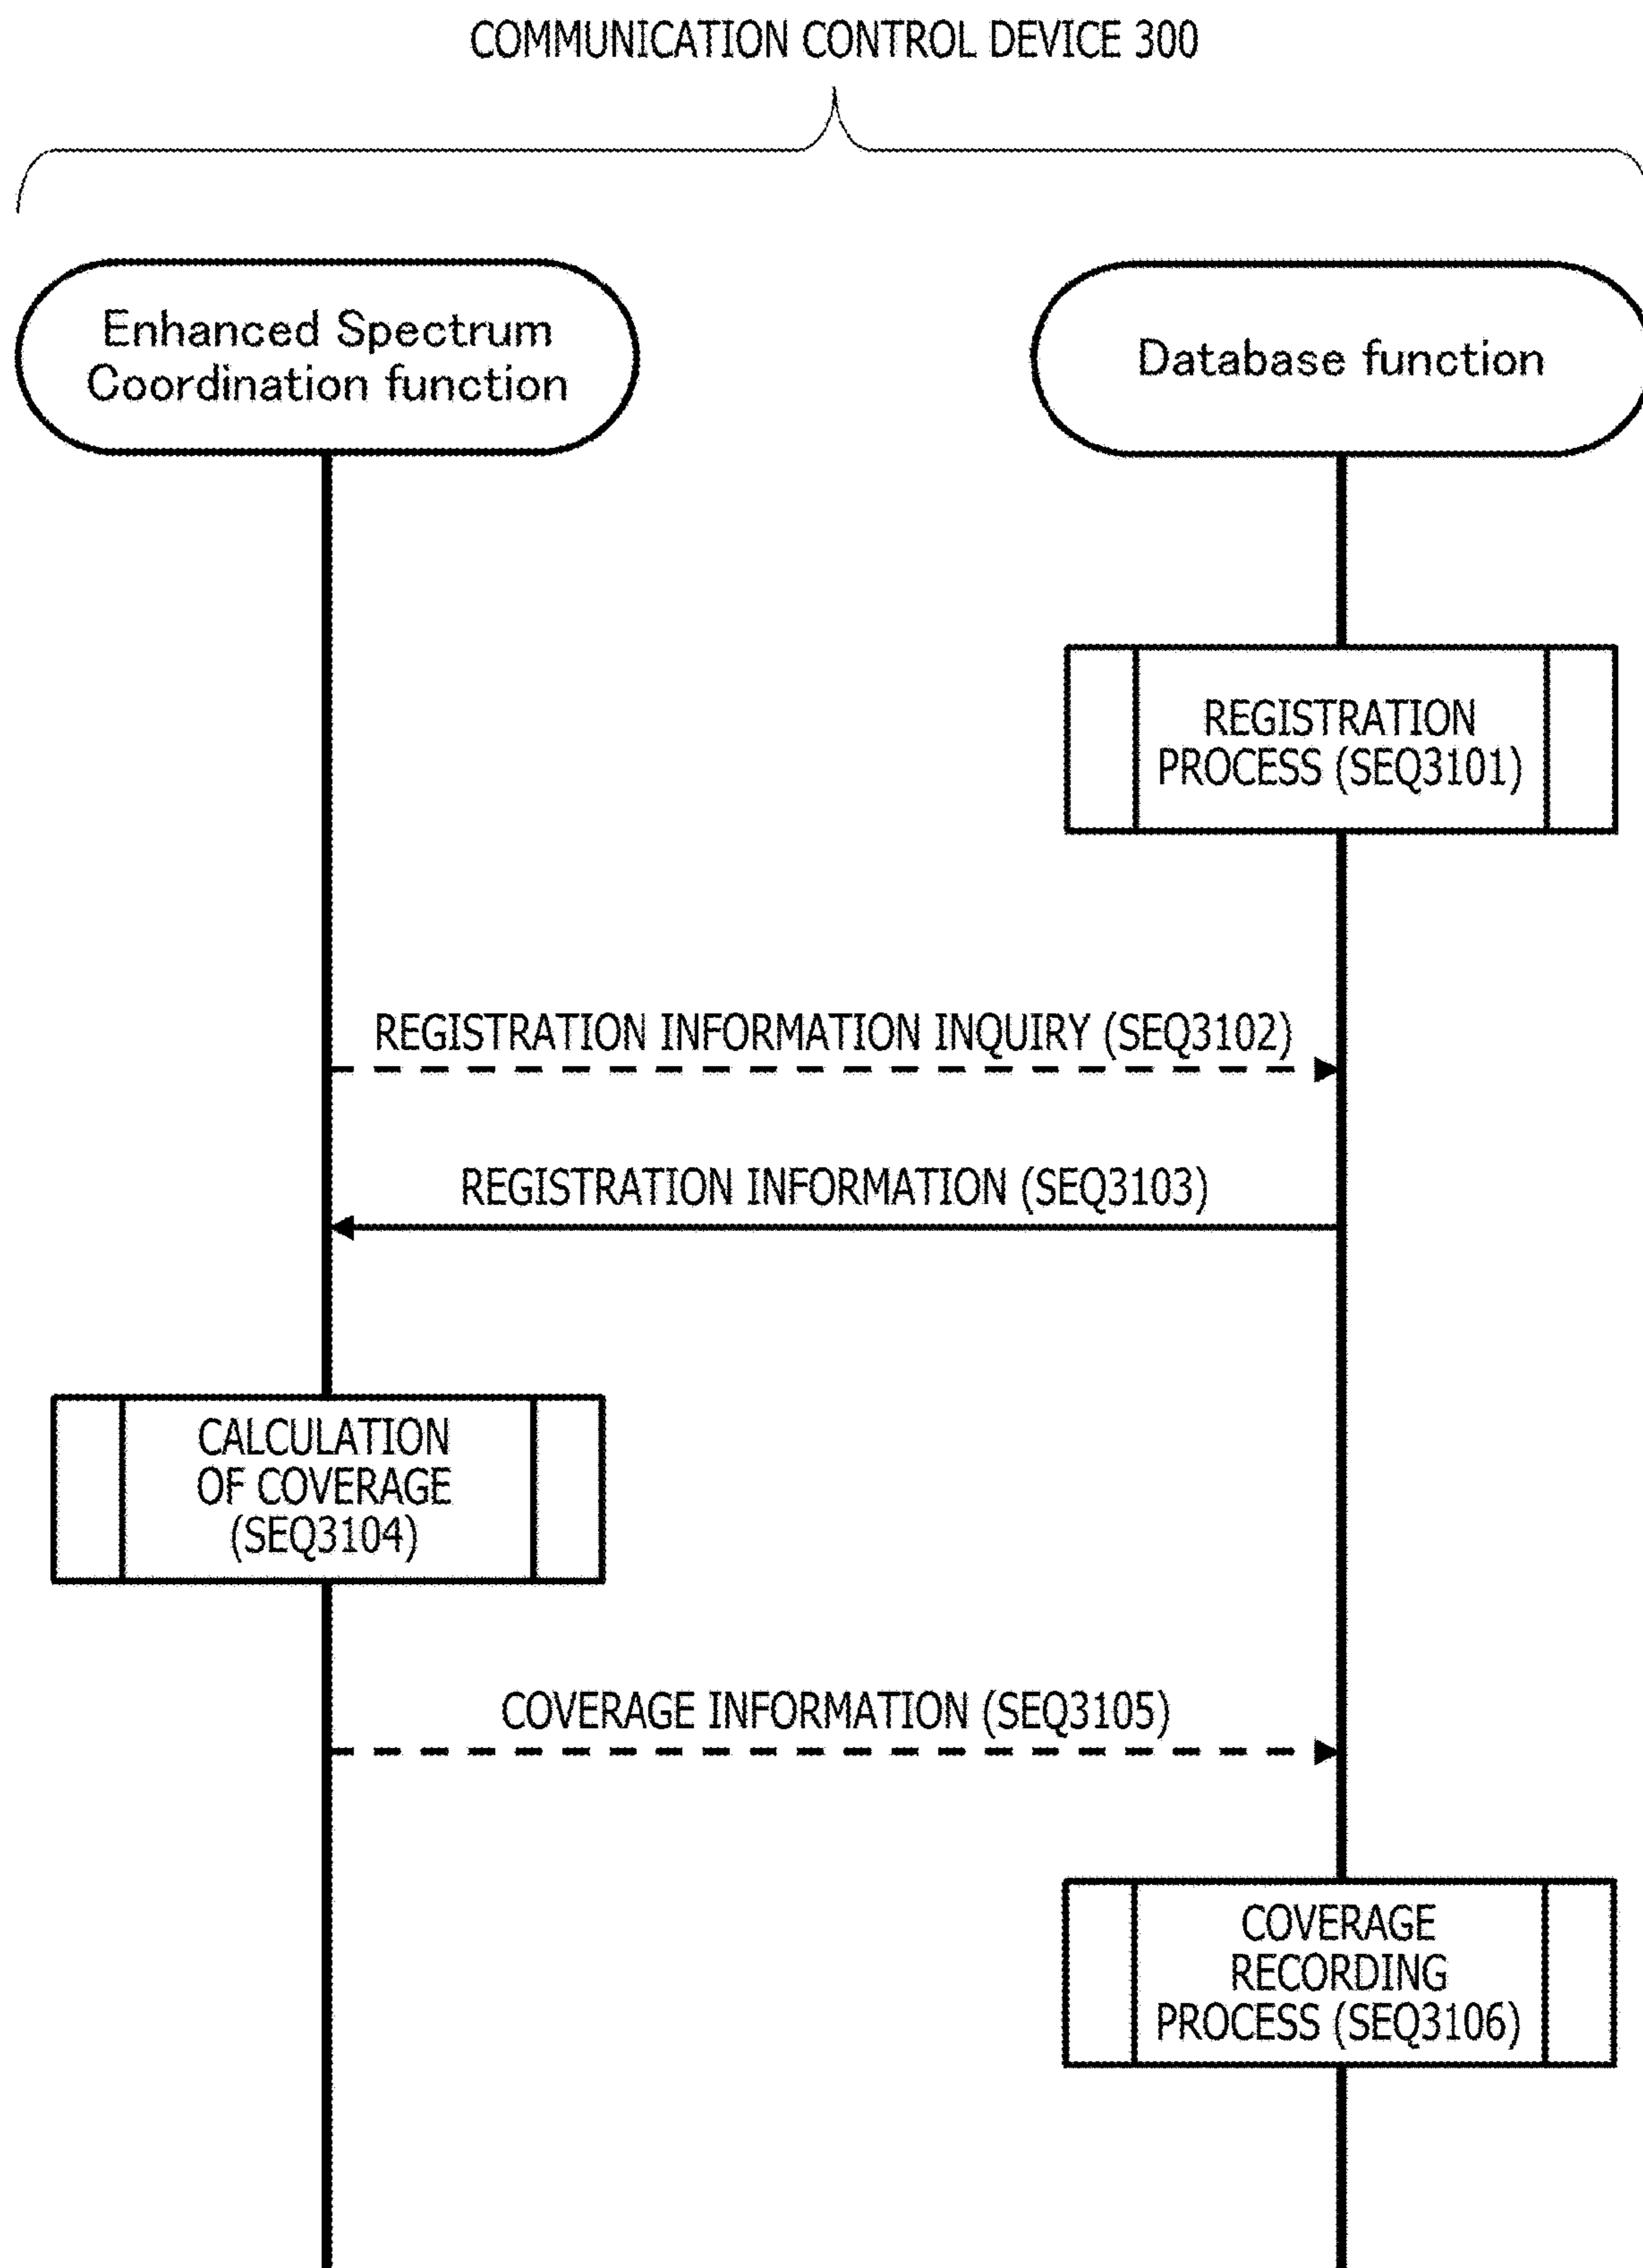 COMMUNICATION CONTROL DEVICE 300
Enhanced Spectrum
Coordination function
Database function
REGISTRATION
PROCESS (SEQ3101)
REGISTRATION INFORMATION INQUIRY (SEQ3102)
REGISTRATION INFORMATION (SEQ3103)
CALCULATION
OF COVERAGE
(SEQ3104)
COVERAGE INFORMATION (SEQ3105)
COVERAGE
RECORDING
PROCESS (SEQ3106)